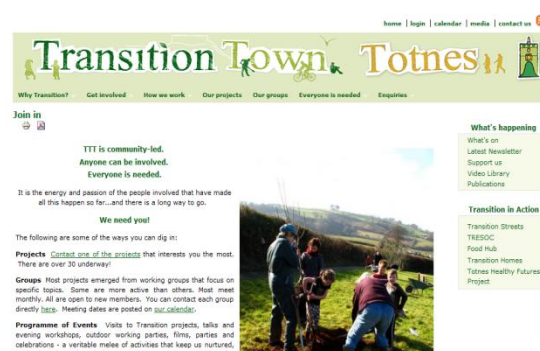 home | login | calendar | media | contact us
Transition Town Totnes
Why Transition? Get involved How we work Our projects Our groups Everyone is needed Enquiries
Join in
TTT is community-led.
Anyone can be involved.
Everyone is needed.
It is the energy and passion of the people involved that have made
all this happen so far...and there is a long way to go.
We need you!
The following are some of the ways you can dig in:
Projects Contact one of the projects that interests you the most.
There are over 30 underway!
Groups Most projects emerged from working groups that focus on
specific topics. Some are more active than others. Most meet
monthly. All are open to new members. You can contact each group
directly here. Meeting dates are posted on our calendar.
Programme of Events Visits to Transition projects, talks and
evening workshops, outdoor working parties, films, parties and
celebrations - a veritable melee of activities that keep us nurtured,
What's happening
What's on
Latest Newsletter
Support us
Video Library
Publications
Transition in Action
Transition Streets
TRESOC
Food Hub
Transition Homes
Totnes Healthy Futures
Project